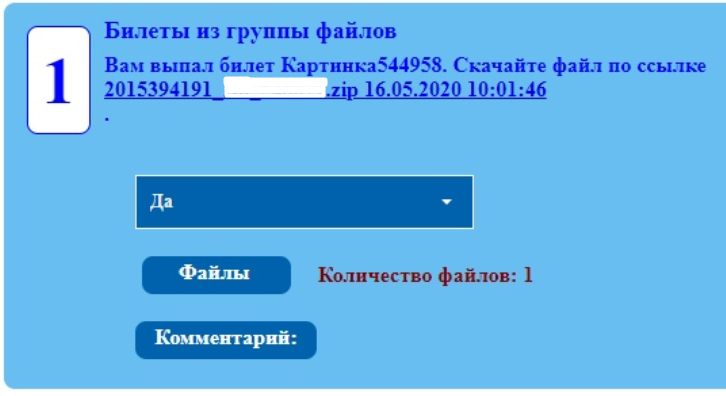 Билеты из группы файлов
1
Вам выпал билет Картинка544958. Скачайте файл по ссылке
2015394191_ .zip 16.05.2020 10:01:46
.
Да
Файлы
Количество файлов: 1
Комментарий: